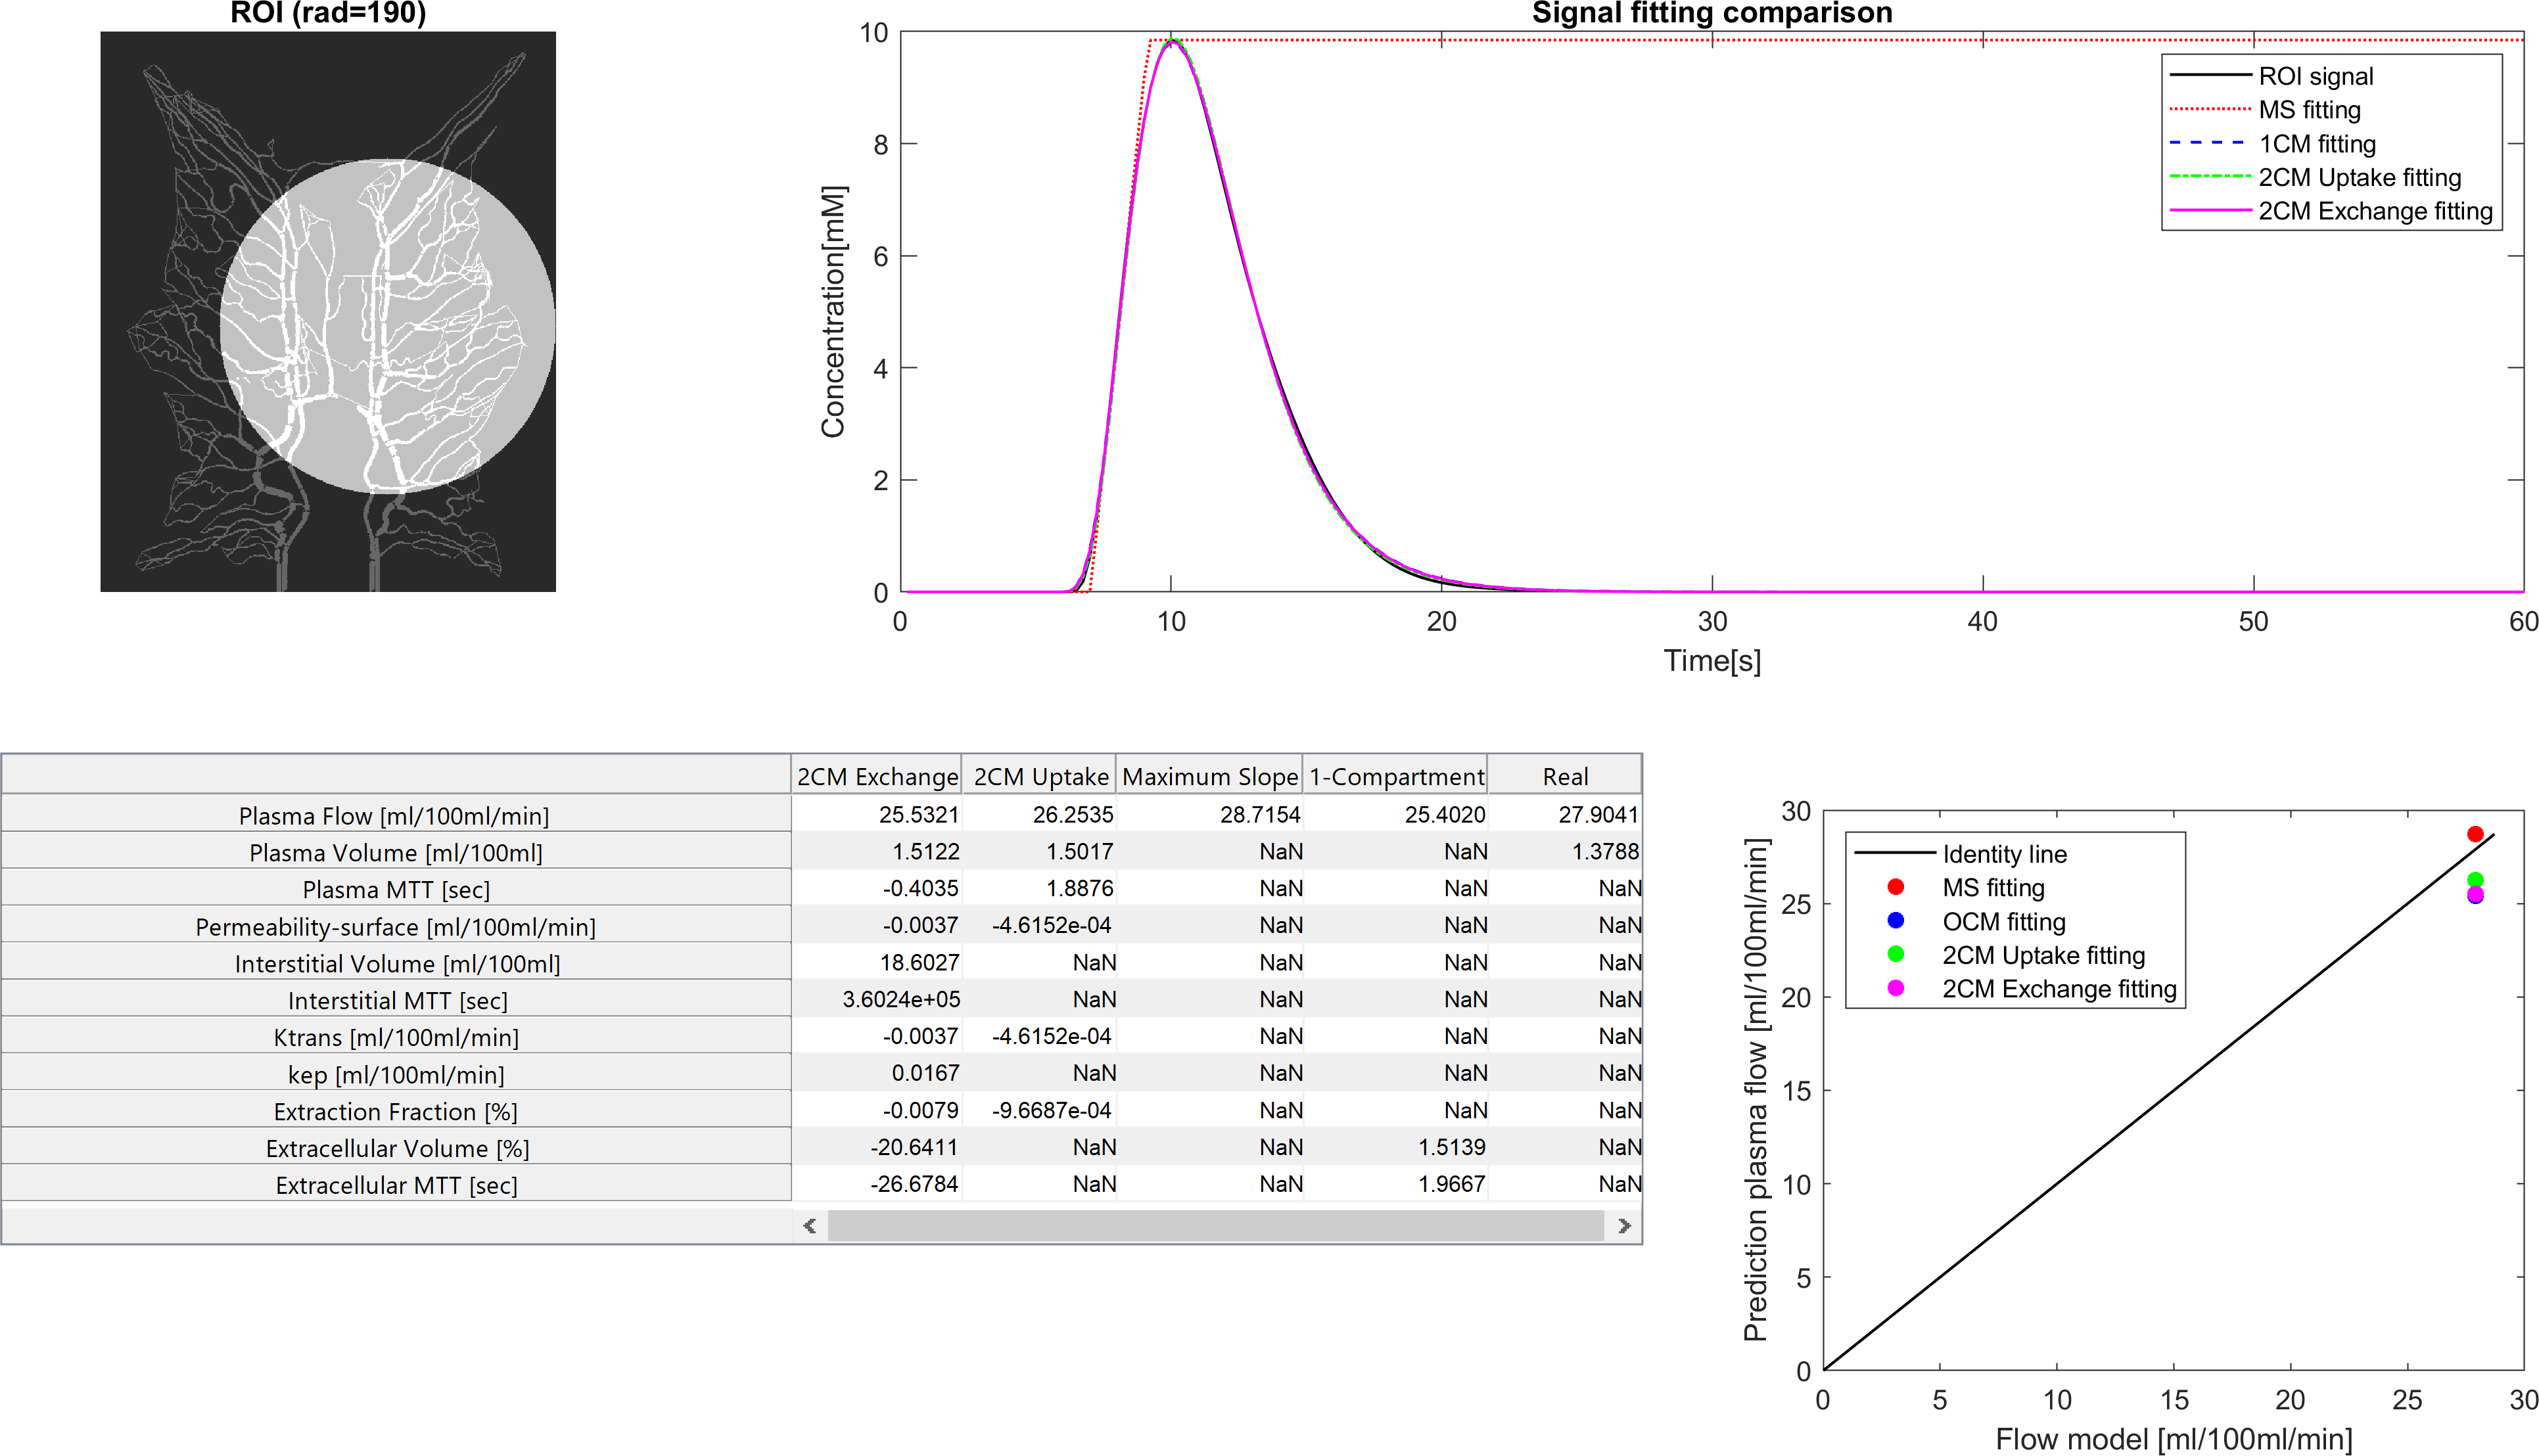 ROI (rad=190)
Signal fitting comparison
Concentration[mM]
10
8
6
4
2
0
0 10 20 30 40 50 60
Time[s]
ROI signal
MS fitting
1CM fitting
2CM Uptake fitting
2CM Exchange fitting
2CM Exchange 2CM Uptake Maximum Slope 1-Compartment Real
Plasma Flow [ml/100ml/min] 25.5321 26.2535 28.7154 25.4020 27.9041
Plasma Volume [ml/100ml] 1.5122 1.5017 NaN NaN 1.3788
Plasma MTT [sec] -0.4035 1.8876 NaN NaN NaN
Permeability-surface [ml/100ml/min] -0.0037 -4.6152e-04 NaN NaN NaN
Interstitial Volume [ml/100ml] 18.6027 NaN NaN NaN NaN
Interstitial MTT [sec] 3.6024e+05 NaN NaN NaN NaN
Ktrans [ml/100ml/min] -0.0037 -4.6152e-04 NaN NaN NaN
kep [ml/100ml/min] 0.0167 NaN NaN NaN NaN
Extraction Fraction [%] -0.0079 -9.6687e-04 NaN NaN NaN
Extracellular Volume [%] -20.6411 NaN NaN 1.5139 NaN
Extracellular MTT [sec] -26.6784 NaN NaN 1.9667 NaN
Prediction plasma flow [ml/100ml/min]
30
25
20
15
10
5
0
Identity line
MS fitting
OCM fitting
2CM Uptake fitting
2CM Exchange fitting
0 5 10 15 20 25 30
Flow model [ml/100ml/min]